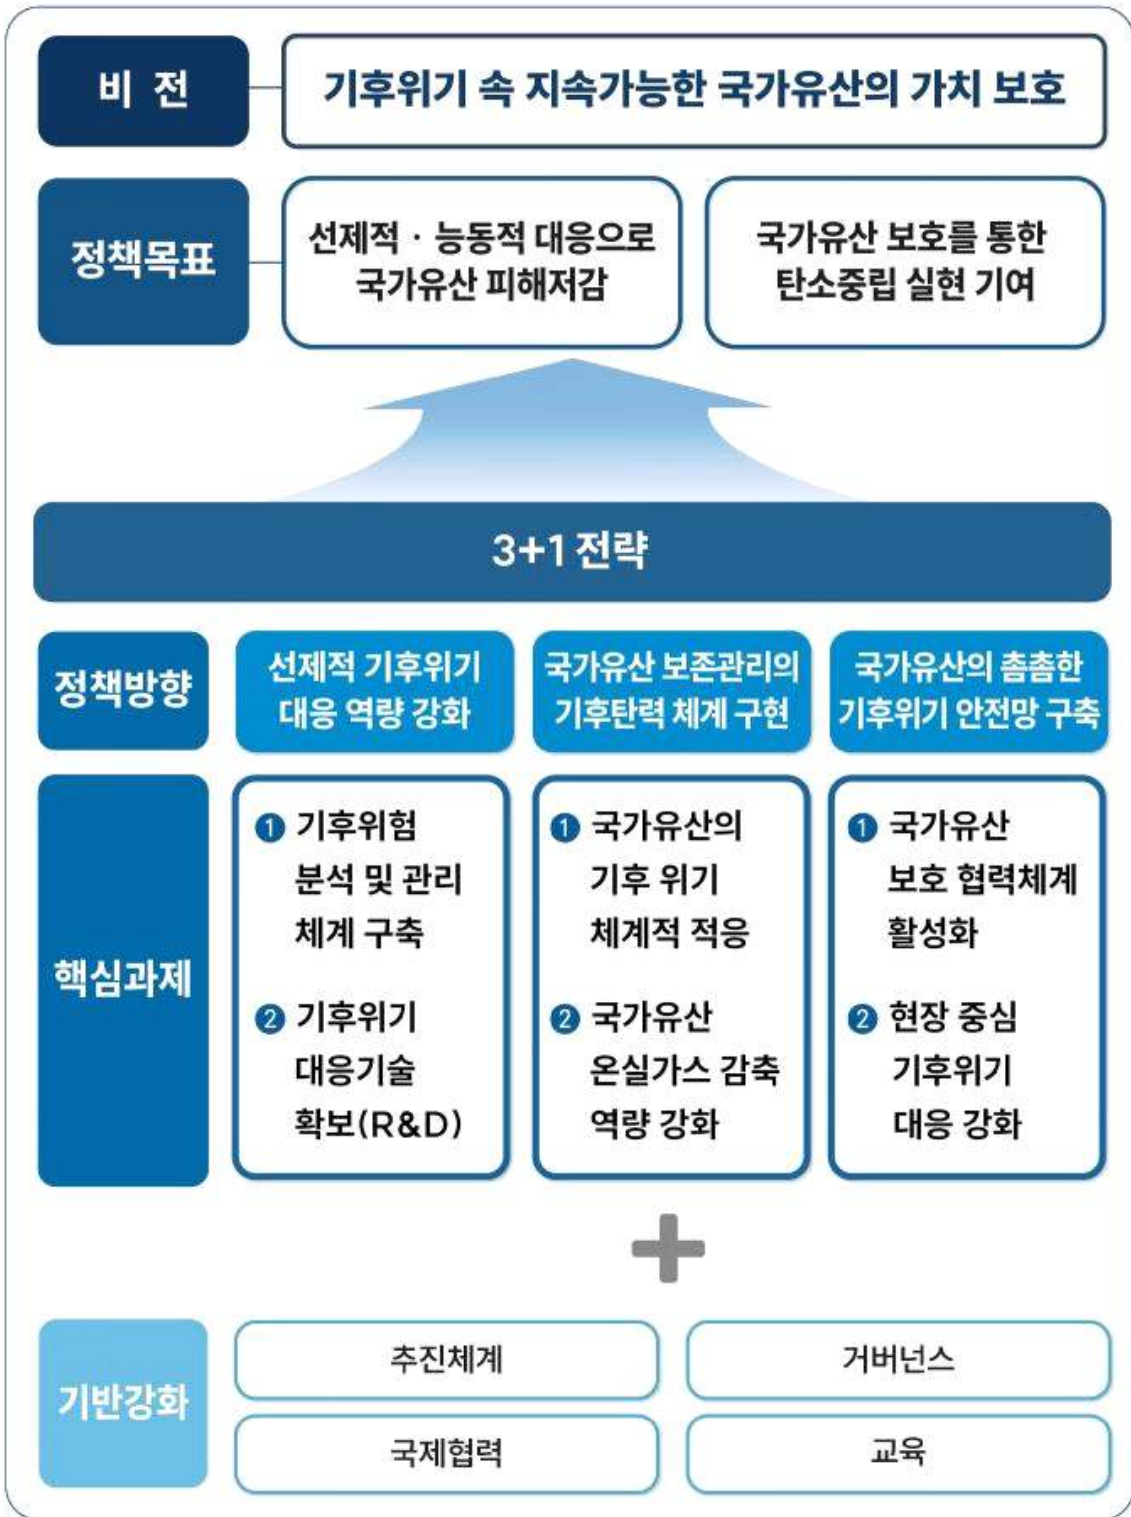 비 전
기후위기 속 지속가능한 국가유산의 가치 보호
정책목표
선제적 · 능동적 대응으로
국가유산 피해저감
국가유산 보호를 통한
탄소중립 실현 기여
3+1 전략
정책방향
선제적 기후위기
대응 역량 강화
국가유산 보존관리의
기후탄력 체계 구현
국가유산의 촘촘한
기후위기 안전망 구축
핵심과제
1 기후위험
분석 및 관리
체계 구축
2 기후위기
대응기술
확보(R&D)
1 국가유산의
기후 위기
체계적 적응
2 국가유산
온실가스 감축
역량 강화
1 국가유산
보호 협력체계
활성화
2 현장 중심
기후위기
대응 강화
기반강화
추진체계
거버넌스
국제협력
교육